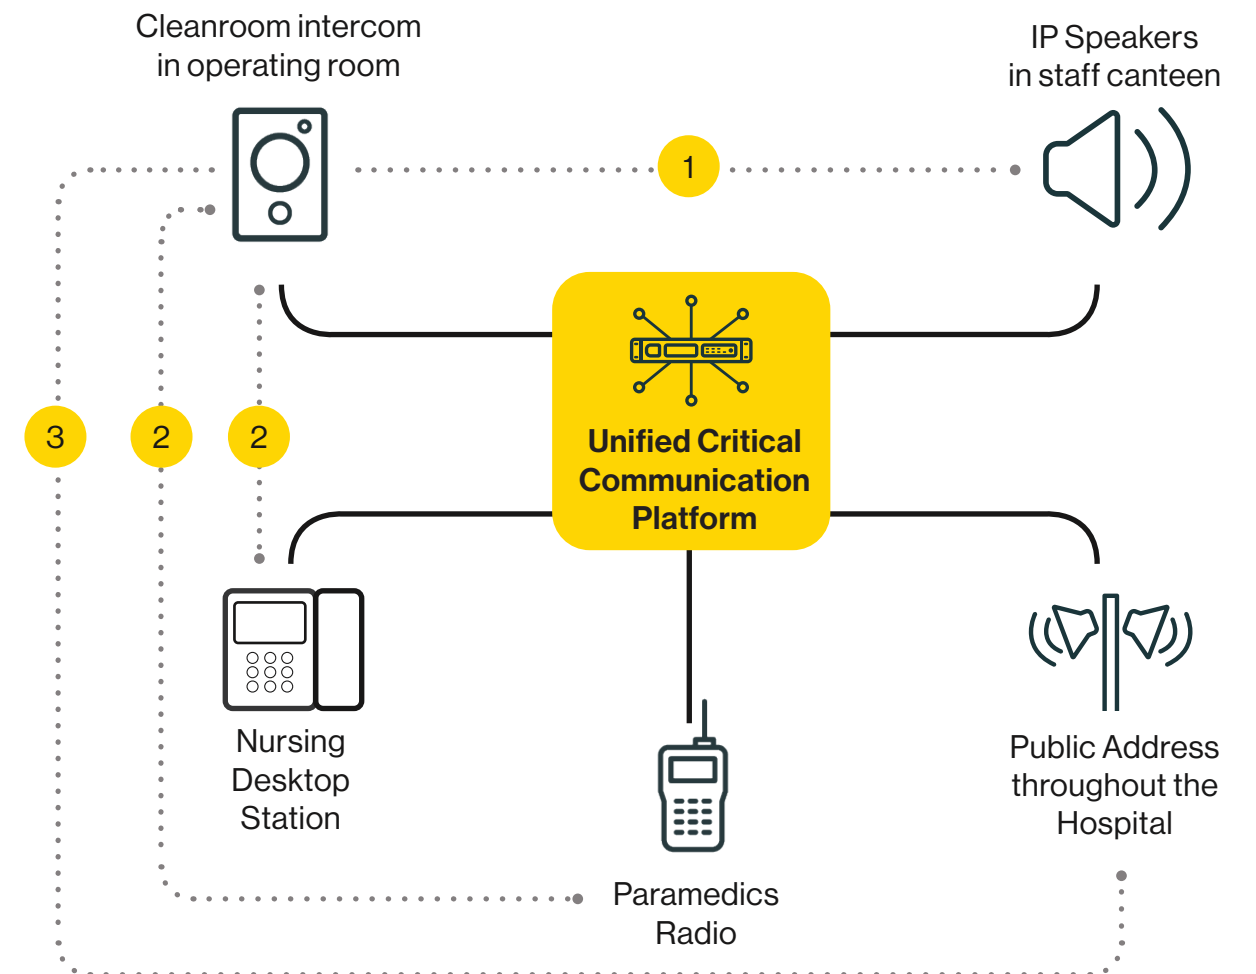 Cleanroom intercom
in operating room
IP Speakers
in staff canteen
1
3
2
2
Unified Critical
Communication
Platform
Nursing
Desktop
Station
Public Address
throughout the
Hospital
Paramedics
Radio